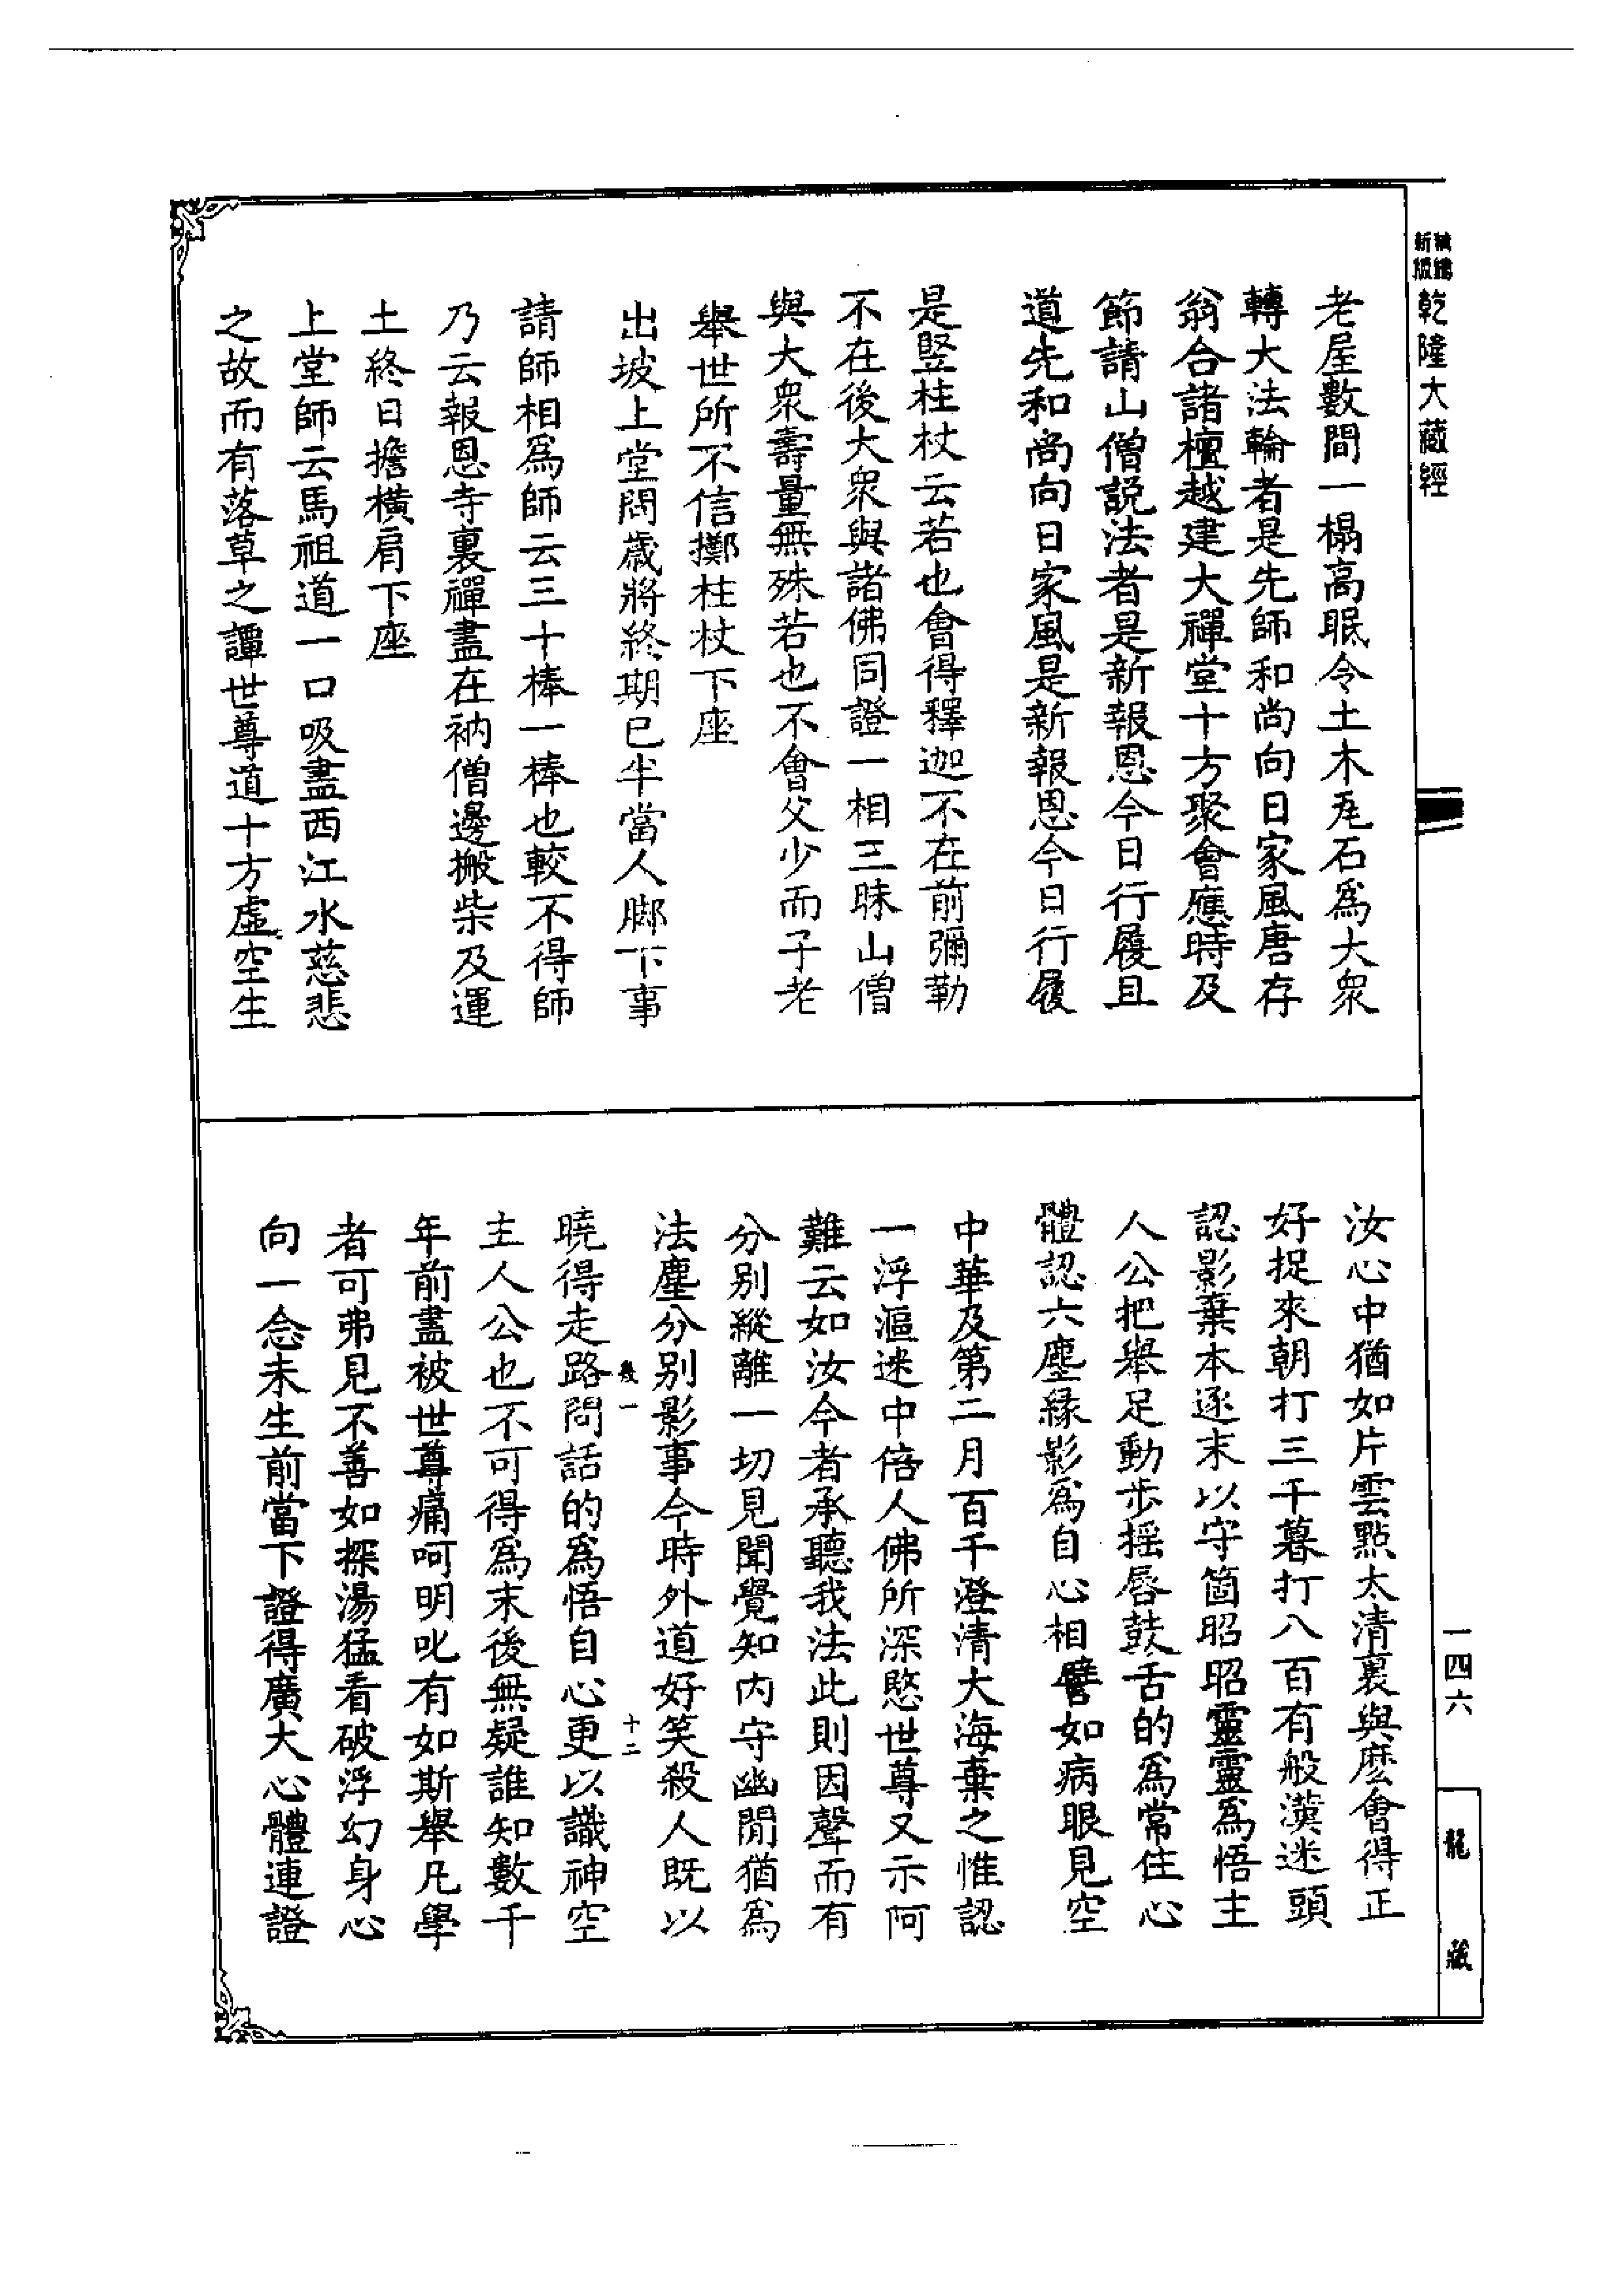 新編縮版
乾隆大藏經
老屋數間一榻高眠令土木瓦石爲大衆
轉大法輪者是先師和尚向日家風唐存
翁合諸檀越建大禪堂十方聚會應時及
節請山僧説法者是新報恩今日行履且
道先和尚向日家風是新報恩今日行履
是竪柱杖云若也會得釋迦不在前彌勒
不在後大衆與諸佛同證一相三昧山僧
與大衆壽量無殊若也不會父少而子老
舉世所不信擲柱杖下座
出坡上堂問歳將終期已半當人脚下事
請師相爲師云三十棒一棒也較不得師
乃云報恩寺裏禪盡在衲僧邊搬柴及運
土終日擔橫肩下座
上堂師云馬祖道一口吸盡西江水慈悲
之故而有落草之譚世尊道十方虛空生
汝心中猶如片雲點太清裏與麽會得正
好捉來朝打三千暮打八百有般漢迷頭
認影棄本逐末以守箇昭昭靈靈爲悟主
人公把舉足動步摇唇鼓舌的爲常住心
體認六塵緣影爲自心相譬如病眼見空
中華及第二月百千澄清大海棄之惟認
一浮漚迷中倍人佛所深愍世尊又示阿
難云如汝今者承聽我法此則因聲而有
分别縱離一切見聞覺知内守幽閒猶爲
法塵分别影事今時外道好笑殺人既以
幾一
十二
曉得走路問話的爲悟自心更以識神空
主人公也不可得爲末後無疑誰知數千
年前盡被世尊痛呵明叱有如斯舉凡學
者可弗見不善如探湯猛看破浮幻身心
向一念未生前當下證得廣大心體連證
一四六
龍藏